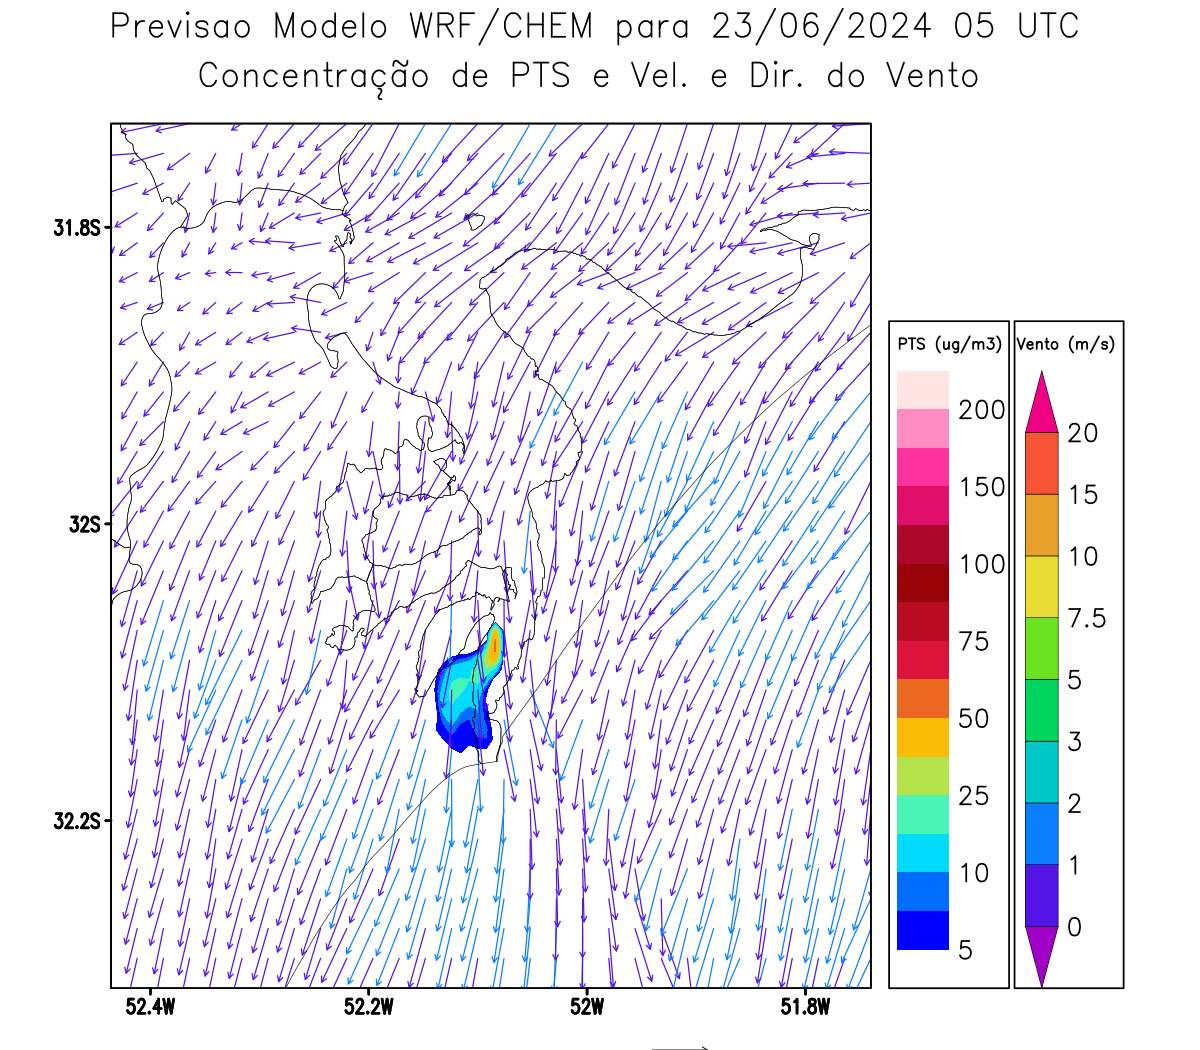 Previsao Modelo WRF/CHEM para 23/06/2024 05 UTC
Concentração de PTS e Vel. e Dir. do Vento
31.8S
32S
32.2S
52.4W 52.2W 52W 51.8W
PTS (ug/m3)
200
150
100
75
50
25
10
5
Vento (m/s)
20
15
10
7.5
5
3
2
1
0